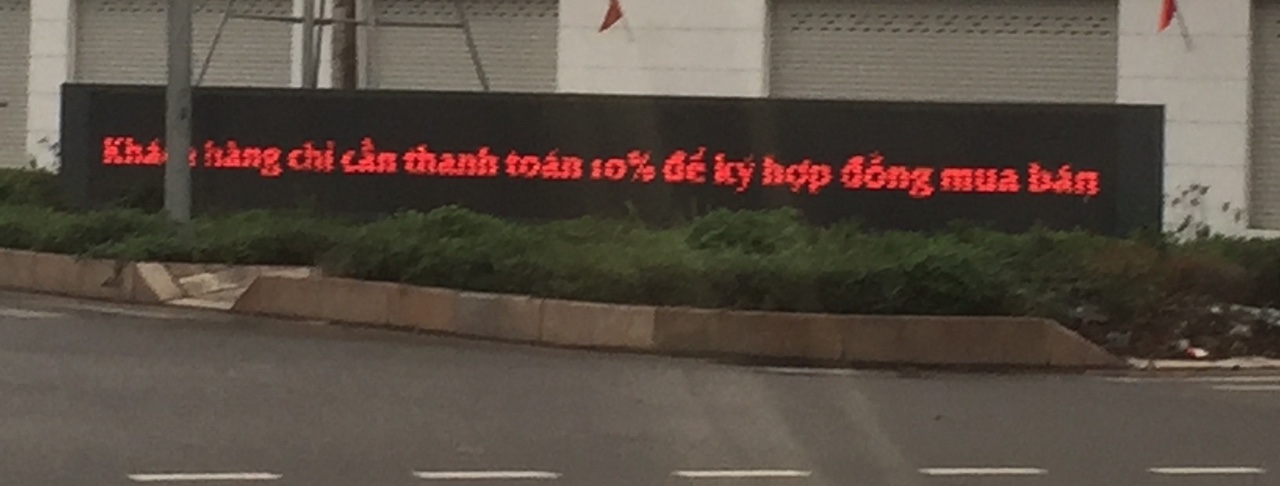 Khách hàng chỉ cần thanh toán 10% để ký hợp đồng mua bán